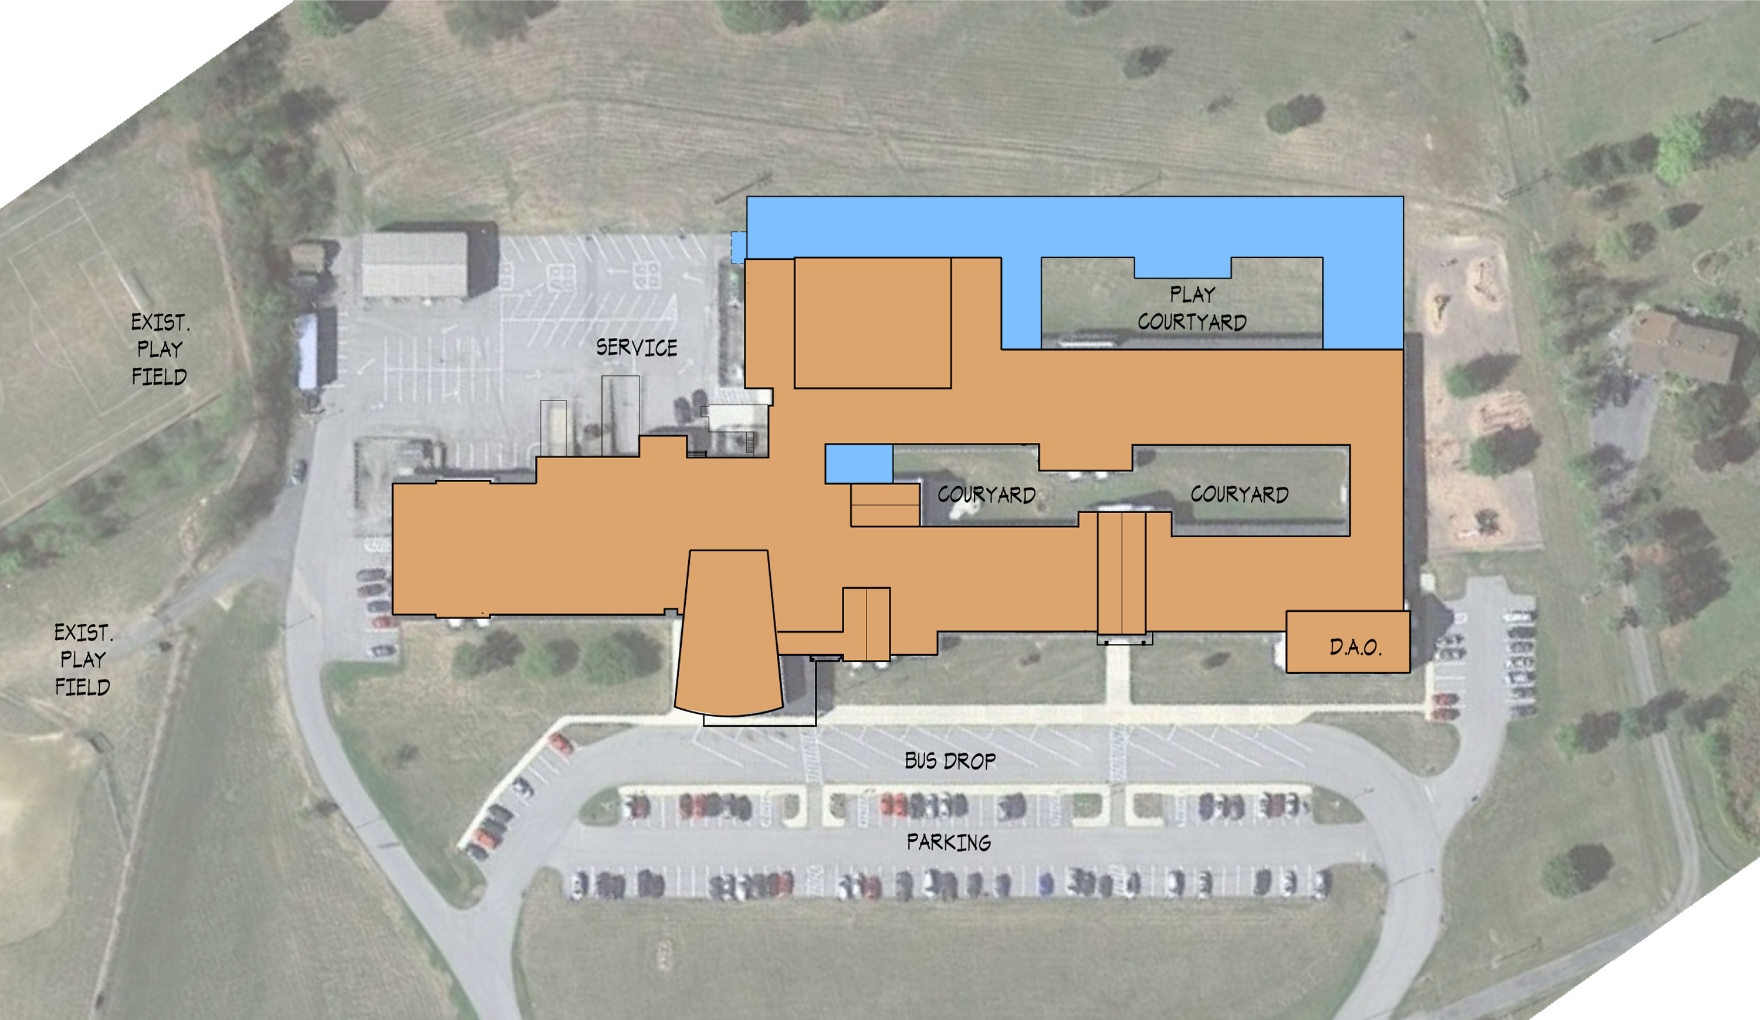 PLAY
COURTYARD
EXIST.
PLAY
FIELD
SERVICE
COURYARD
COURYARD
EXIST.
PLAY
FIELD
D.A.O.
BUS DROP
PARKING